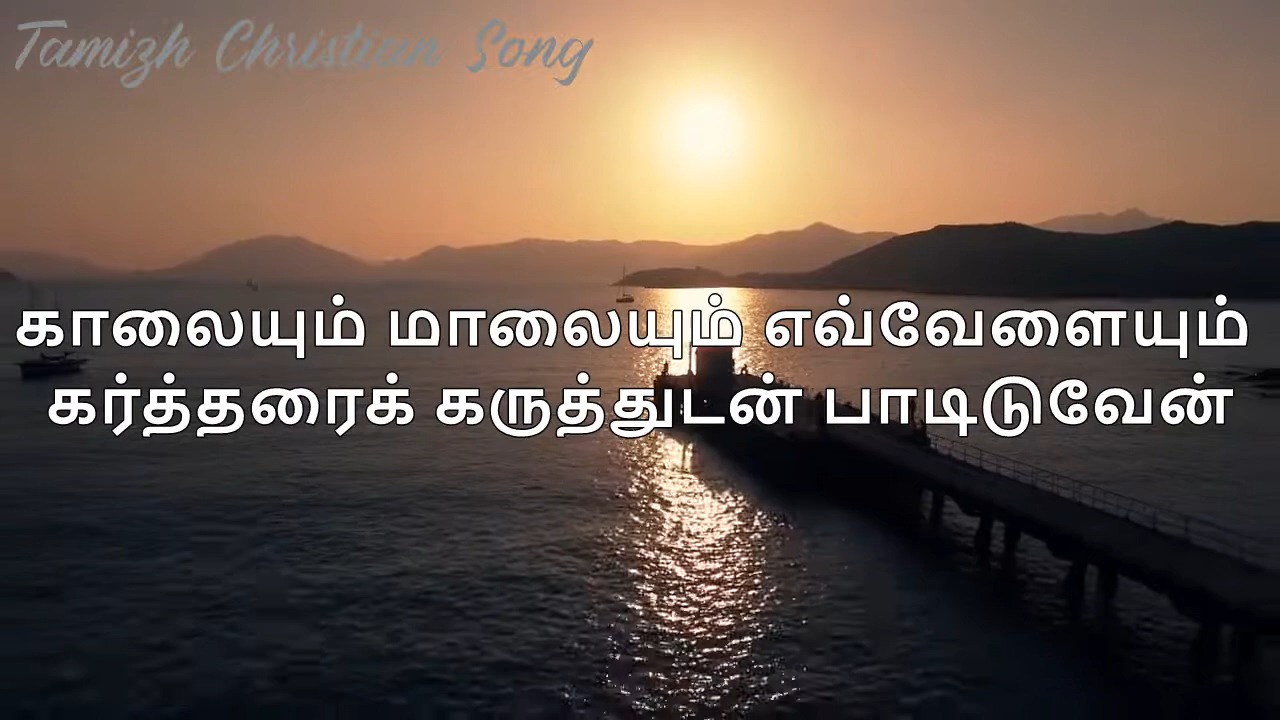 Tamizh Christian Song
காலையும் மாலையும் எவ்வேளையும்
கர்த்தரைக் கருத்துடன் பாடிடுவேன்